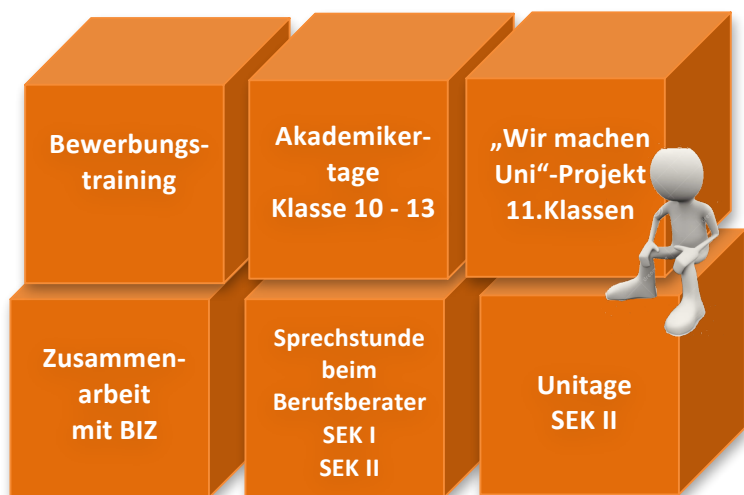 Bewerbungs-
training
Akademiker-
tage
Klasse 10 - 13
„Wir machen
Uni“-Projekt
11.Klassen
Zusammen-
arbeit
mit BIZ
Sprechstunde
beim
Berufsberater
SEK I
SEK II
Unitage
SEK II